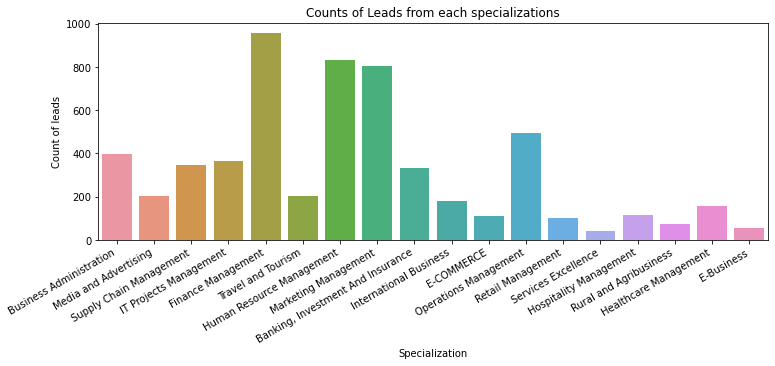 Counts of Leads from each specializations
Count of leads
1000
800
600
400
200
0
Business Administration
Media and Advertising
Supply Chain Management
IT Projects Management
Finance Management
Travel and Tourism
Human Resource Management
Marketing Management
Banking, Investment And Insurance
International Business
E-COMMERCE
Operations Management
Retail Management
Services Excellence
Hospitality Management
Rural and Agribusiness
Healthcare Management
E-Business
Specialization